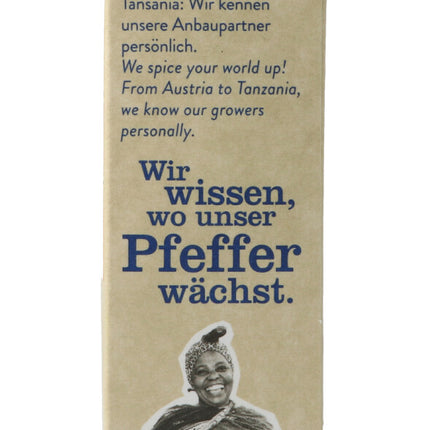 Tansania: Wir kennen
unsere Anbaupartner
persönlich.
We spice your world up!
From Austria to Tanzania,
we know our growers
personally.
Wir
wissen,
wo unser
Pfeffer
wächst.